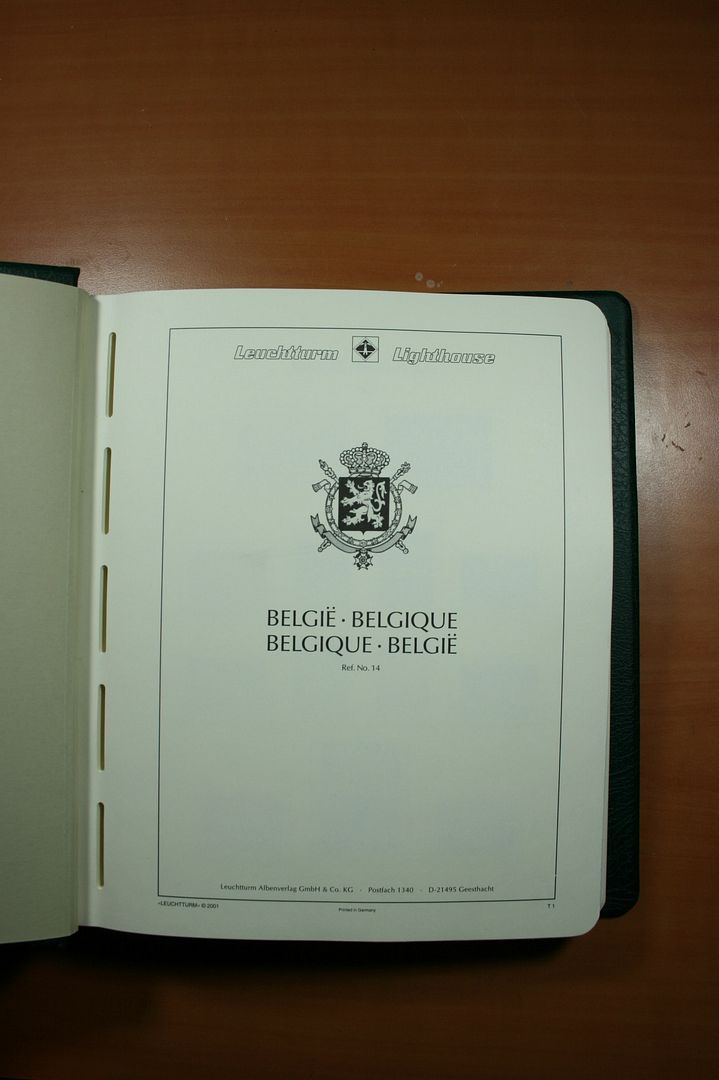 Leuchtturm Lighthouse
BELGIË · BELGIQUE
BELGIQUE · BELGIË
Ref. No. 14
Leuchtturm Albenverlag GmbH & Co. KG · Postfach 1340 · D-21495 Geesthacht
»LEUCHTTURM« © 2001 T 1
Printed in Germany